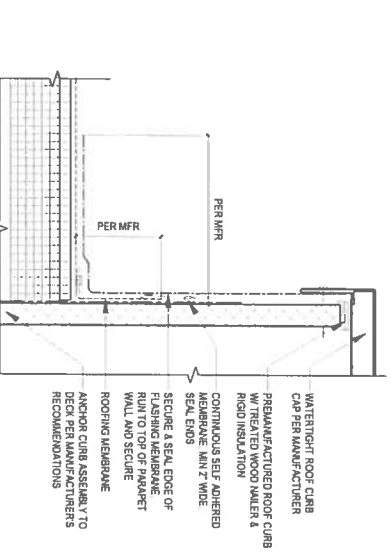 WATERTIGHT ROOF CURB
CAP PER MANUFACTURER
PREMANUFACTURED ROOF CURB
W/ TREATED WOOD NAILER &
RIGID INSULATION
PER MFR
CONTINUOUS SELF ADHERED
MEMBRANE MIN 2" WIDE
SEAL ENDS
PER MFR
SECURE & SEAL EDGE OF
FLASHING MEMBRANE
RUN TO TOP OF PARAPET
WALL AND SECURE
ROOFING MEMBRANE
ANCHOR CURB ASSEMBLY TO
DECK PER MANUFACTURER'S
RECOMMENDATIONS